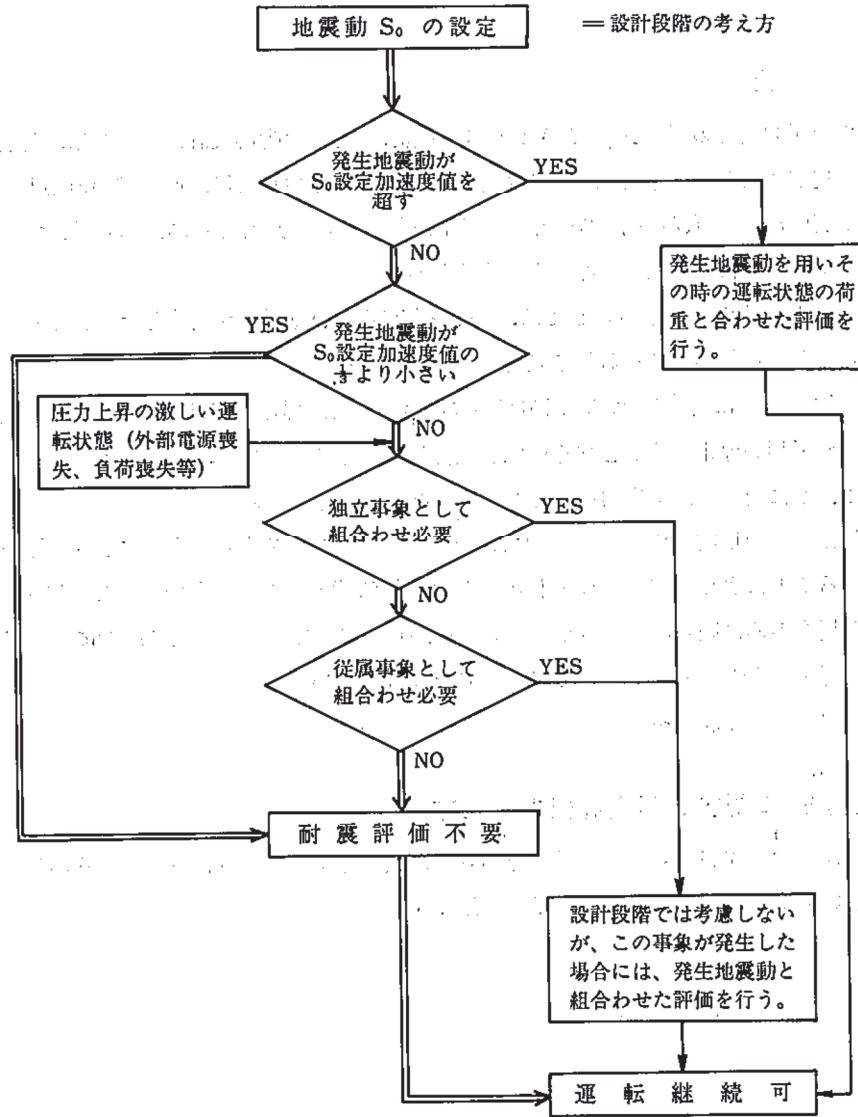 地震動 S₀ の設定
＝設計段階の考え方
発生地震動が
S₀設定加速度値を
超す
YES
NO
発生地震動を用いそ
の時の運転状態の荷
重と合わせた評価を
行う。
YES
発生地震動が
S₀設定加速度値の
1/3より小さい
NO
圧力上昇の激しい運
転状態（外部電源喪
失、負荷喪失等）
独立事象として
組合わせ必要
YES
NO
従属事象として
組合わせ必要
YES
NO
耐震評価不要
設計段階では考慮しない
が、この事象が発生した
場合には、発生地震動と
組合わせた評価を行う。
運転継続可